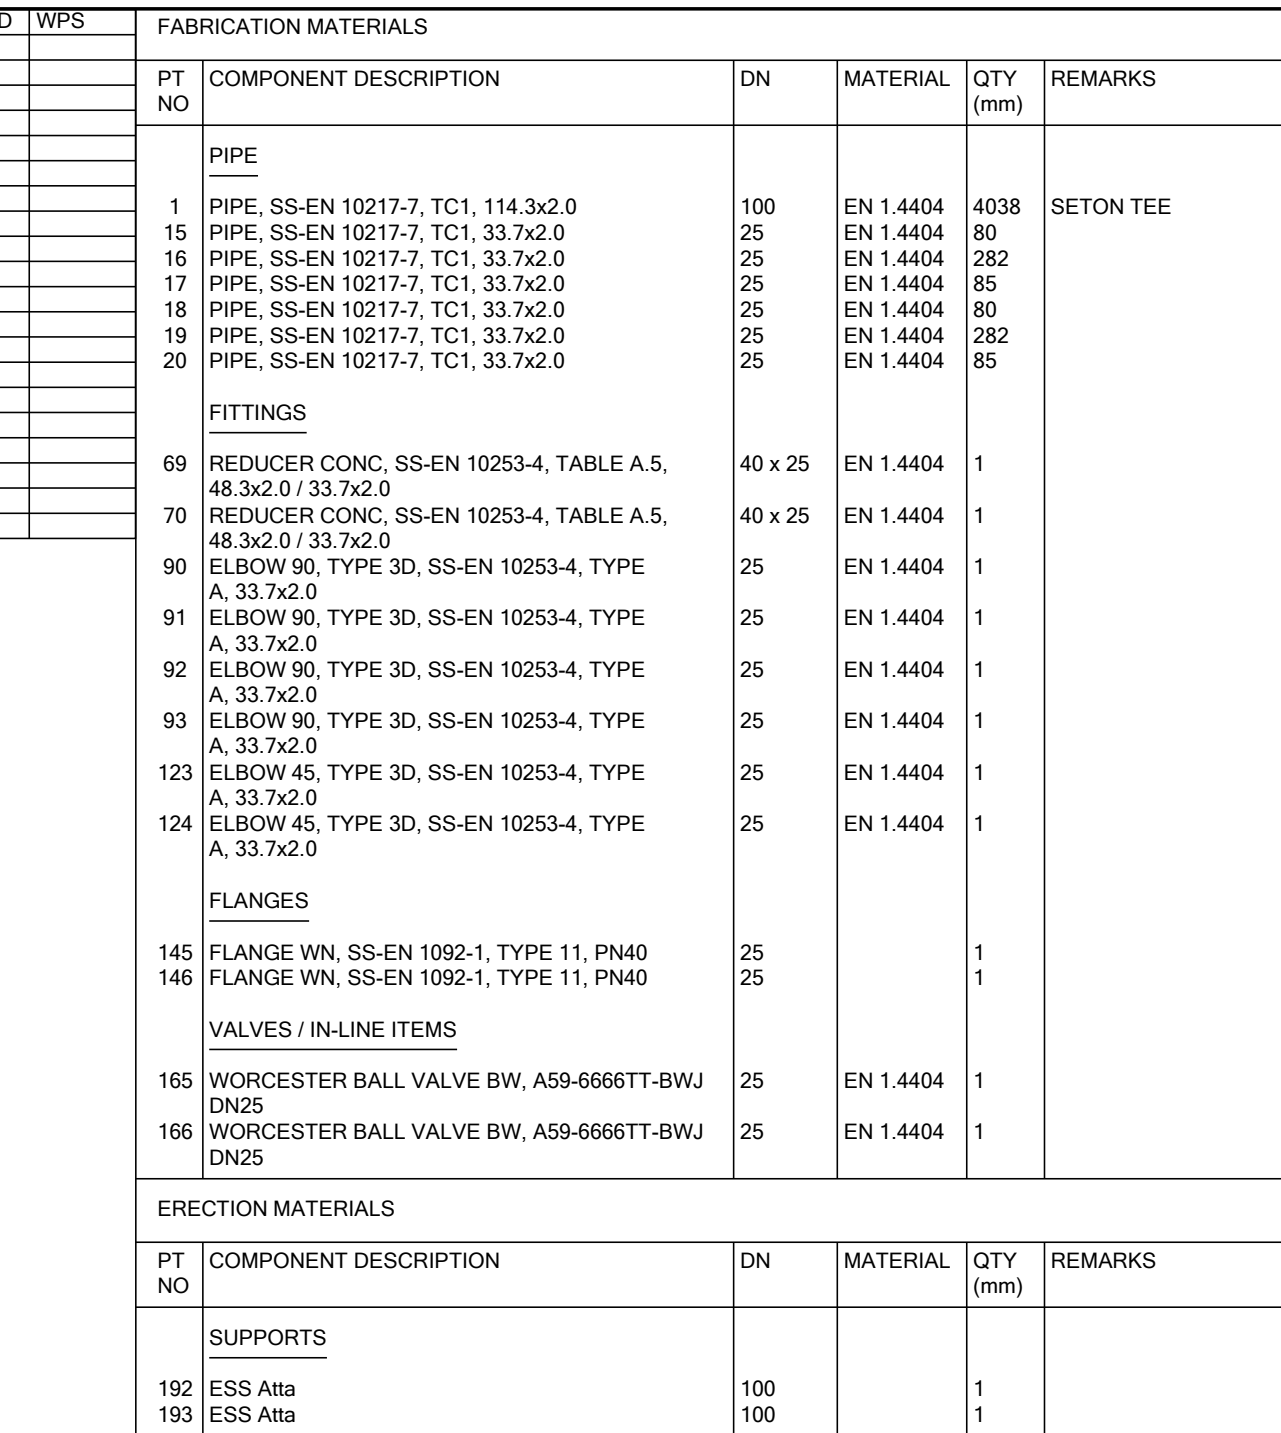 D WPS
FABRICATION MATERIALS
PT NO COMPONENT DESCRIPTION DN MATERIAL QTY (mm) REMARKS
PIPE
1 PIPE, SS-EN 10217-7, TC1, 114.3x2.0 100 EN 1.4404 4038 SETON TEE
15 PIPE, SS-EN 10217-7, TC1, 33.7x2.0 25 EN 1.4404 80
16 PIPE, SS-EN 10217-7, TC1, 33.7x2.0 25 EN 1.4404 282
17 PIPE, SS-EN 10217-7, TC1, 33.7x2.0 25 EN 1.4404 85
18 PIPE, SS-EN 10217-7, TC1, 33.7x2.0 25 EN 1.4404 80
19 PIPE, SS-EN 10217-7, TC1, 33.7x2.0 25 EN 1.4404 282
20 PIPE, SS-EN 10217-7, TC1, 33.7x2.0 25 EN 1.4404 85
FITTINGS
69 REDUCER CONC, SS-EN 10253-4, TABLE A.5, 40 x 25 EN 1.4404 1
48.3x2.0 / 33.7x2.0
70 REDUCER CONC, SS-EN 10253-4, TABLE A.5, 40 x 25 EN 1.4404 1
48.3x2.0 / 33.7x2.0
90 ELBOW 90, TYPE 3D, SS-EN 10253-4, TYPE 25 EN 1.4404 1
A, 33.7x2.0
91 ELBOW 90, TYPE 3D, SS-EN 10253-4, TYPE 25 EN 1.4404 1
A, 33.7x2.0
92 ELBOW 90, TYPE 3D, SS-EN 10253-4, TYPE 25 EN 1.4404 1
A, 33.7x2.0
93 ELBOW 90, TYPE 3D, SS-EN 10253-4, TYPE 25 EN 1.4404 1
A, 33.7x2.0
123 ELBOW 45, TYPE 3D, SS-EN 10253-4, TYPE 25 EN 1.4404 1
A, 33.7x2.0
124 ELBOW 45, TYPE 3D, SS-EN 10253-4, TYPE 25 EN 1.4404 1
A, 33.7x2.0
FLANGES
145 FLANGE WN, SS-EN 1092-1, TYPE 11, PN40 25 1
146 FLANGE WN, SS-EN 1092-1, TYPE 11, PN40 25 1
VALVES / IN-LINE ITEMS
165 WORCESTER BALL VALVE BW, A59-6666TT-BWJ 25 EN 1.4404 1
DN25
166 WORCESTER BALL VALVE BW, A59-6666TT-BWJ 25 EN 1.4404 1
DN25
ERECTION MATERIALS
PT NO COMPONENT DESCRIPTION DN MATERIAL QTY (mm) REMARKS
SUPPORTS
192 ESS Atta 100 1
193 ESS Atta 100 1